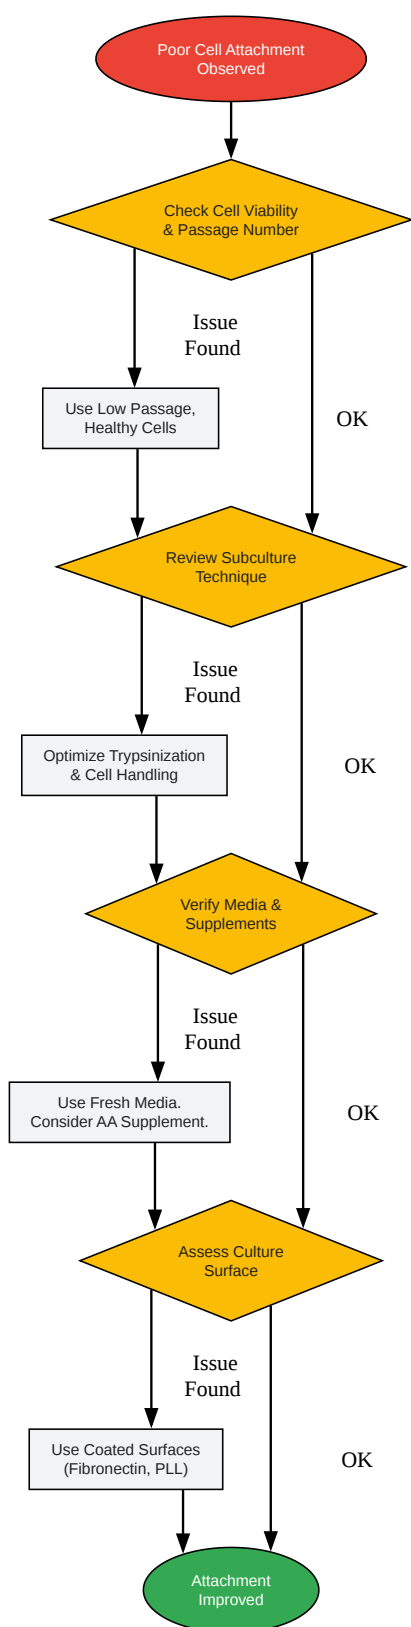 Poor Cell Attachment
Observed
Check Cell Viability
& Passage Number
Issue
Found
OK
Use Low Passage,
Healthy Cells
Review Subculture
Technique
Issue
Found
OK
Optimize Trypsinization
& Cell Handling
Verify Media &
Supplements
Issue
Found
OK
Use Fresh Media.
Consider AA Supplement.
Assess Culture
Surface
Issue
Found
OK
Use Coated Surfaces
(Fibronectin, PLL)
Attachment
Improved